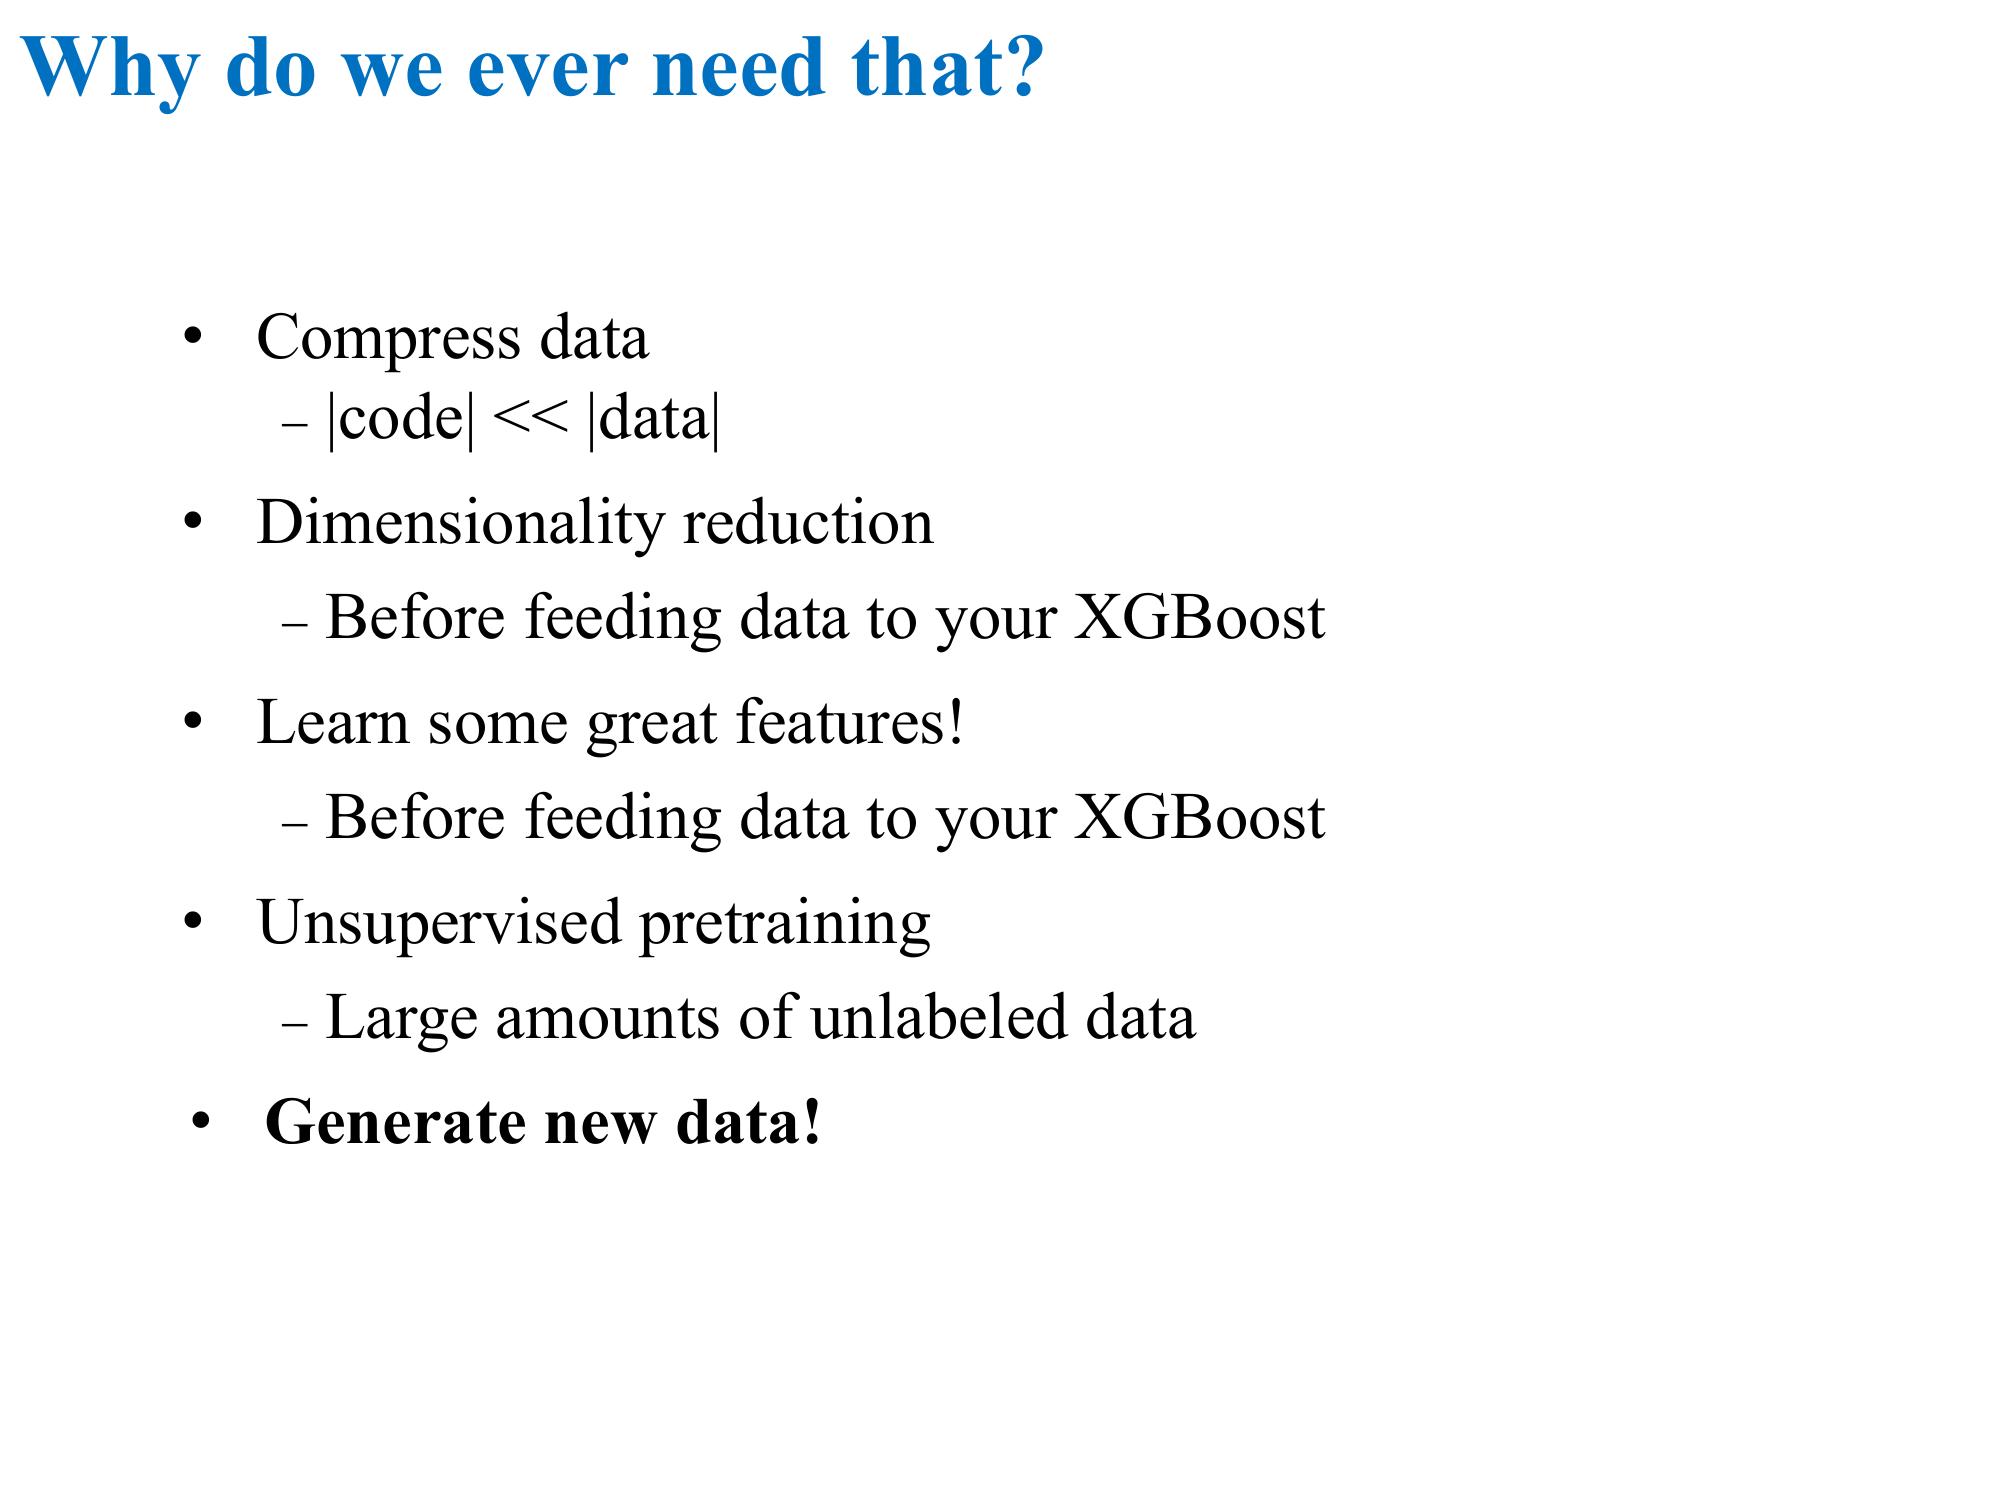 Why do we ever need that?
• Compress data
– |code| << |data|
• Dimensionality reduction
– Before feeding data to your XGBoost
• Learn some great features!
– Before feeding data to your XGBoost
• Unsupervised pretraining
– Large amounts of unlabeled data
• Generate new data!